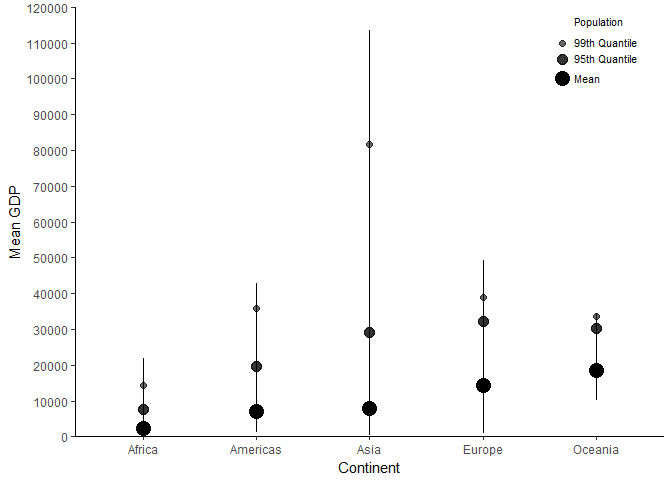 120000
110000
100000
90000
80000
70000
60000
50000
40000
30000
20000
10000
0
Mean GDP
Population
99th Quantile
95th Quantile
Mean
Africa
Americas
Asia
Europe
Oceania
Continent